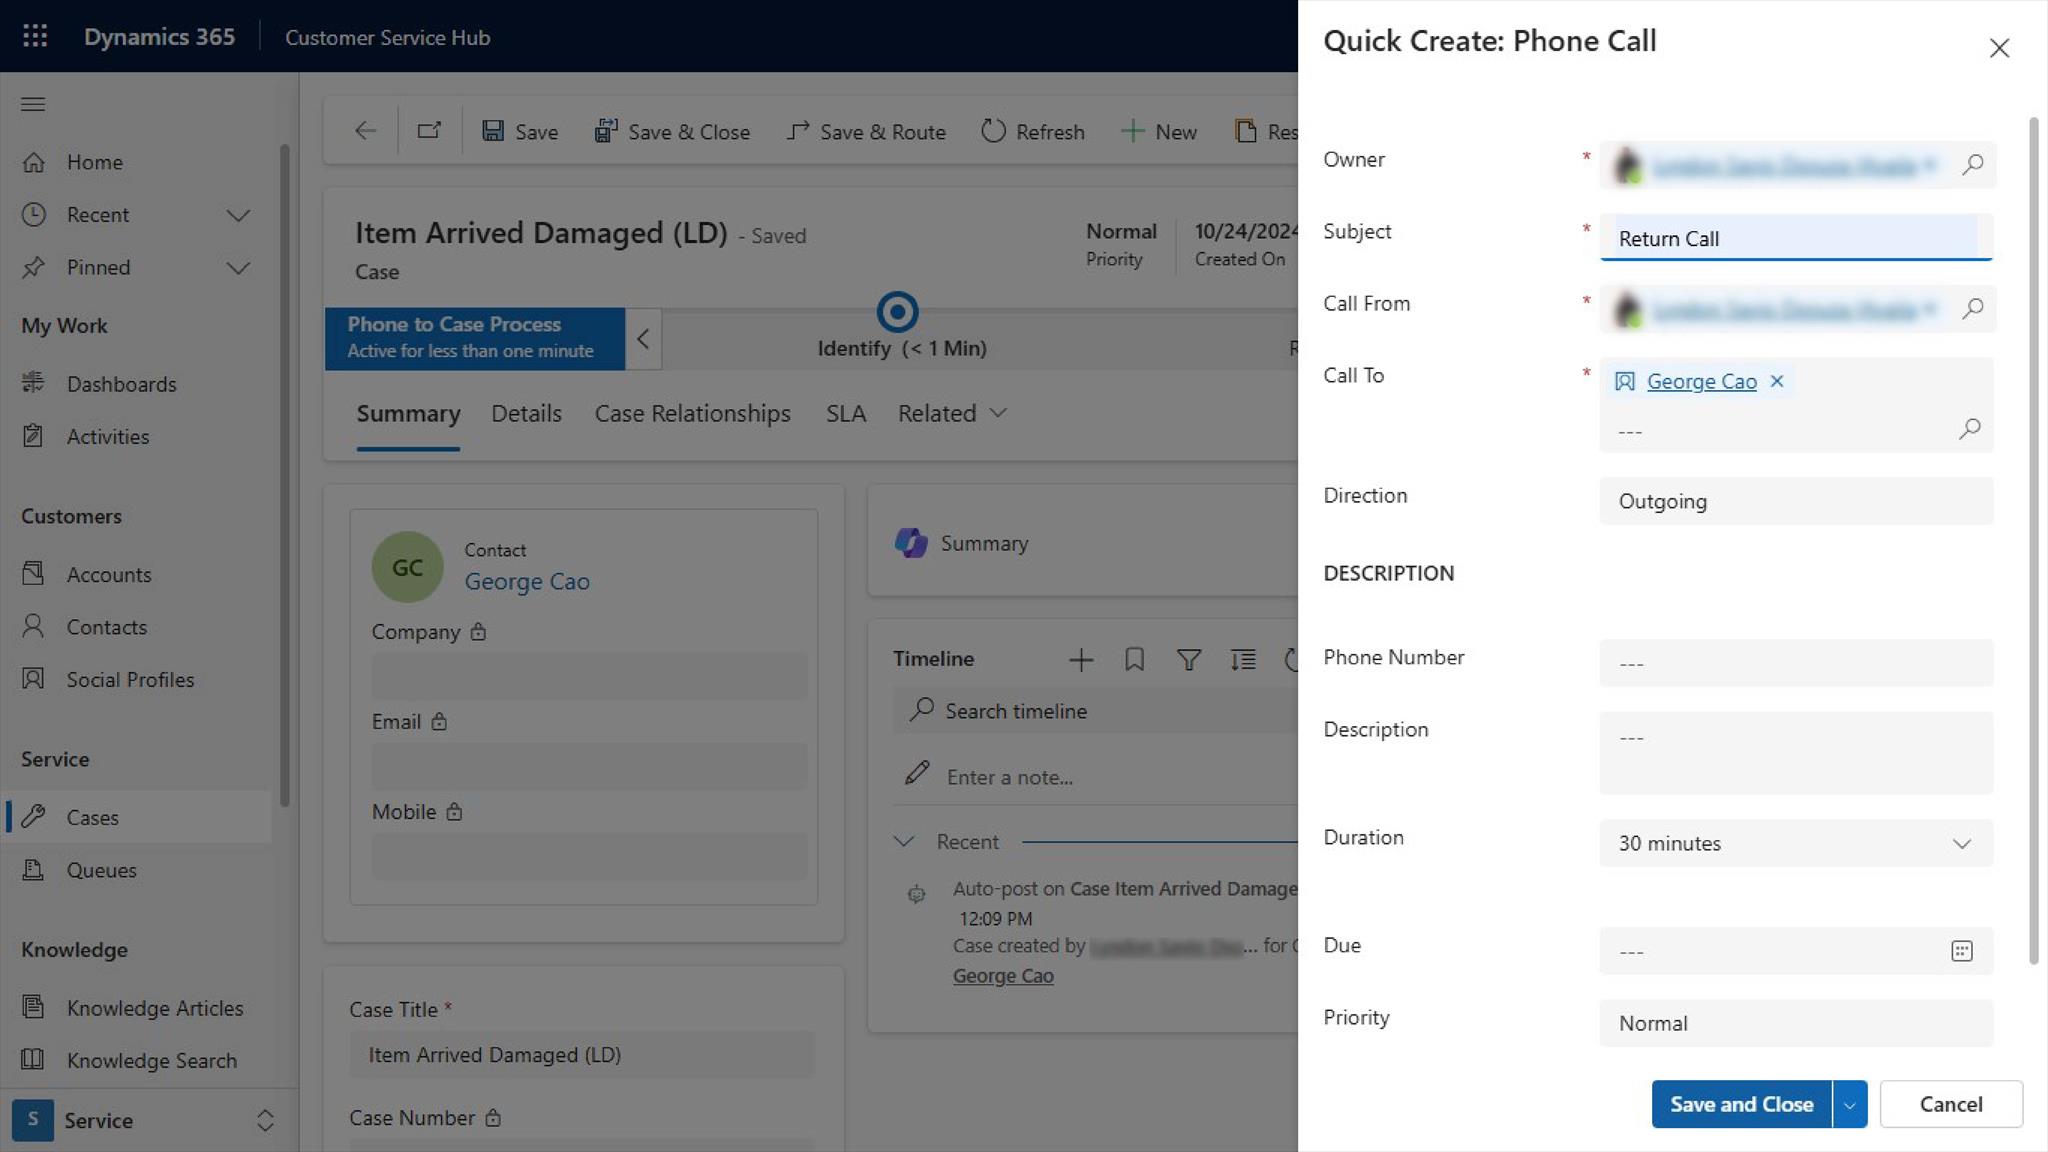 Dynamics 365
Customer Service Hub
Home
Recent
Pinned
My Work
Dashboards
Activities
Customers
Accounts
Contacts
Social Profiles
Service
Cases
Queues
Knowledge
Knowledge Articles
Knowledge Search
S Service
Save
Save & Close
Save & Route
Refresh
New
Res
Item Arrived Damaged (LD) - Saved
Case
Normal
Priority
10/24/2024
Created On
Phone to Case Process
Active for less than one minute
Identify (< 1 Min)
Summary
Details
Case Relationships
SLA
Related
GC
Contact
George Cao
Company
Email
Mobile
Case Title *
Item Arrived Damaged (LD)
Case Number
Summary
Timeline
Search timeline
Enter a note...
Recent
Auto-post on Case Item Arrived Damage
12:09 PM
Case created by ... for
George Cao
Quick Create: Phone Call
Owner *
Subject * Return Call
Call From *
Call To * George Cao
---
Direction Outgoing
DESCRIPTION
Phone Number ---
Description ---
Duration 30 minutes
Due ---
Priority Normal
Save and Close
Cancel